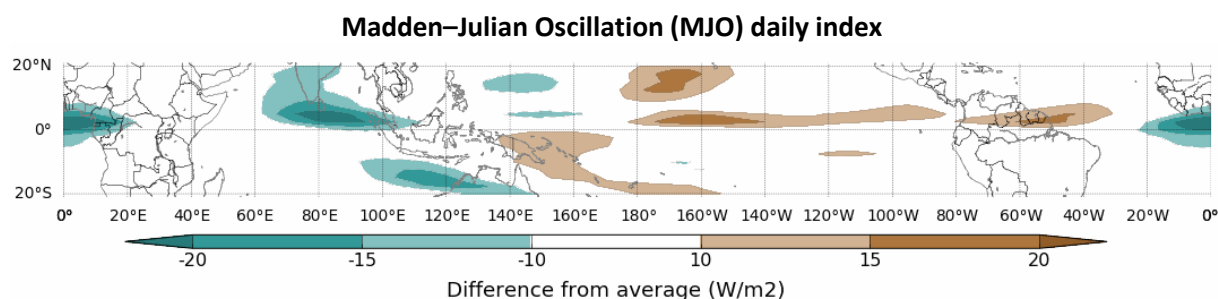 Madden–Julian Oscillation (MJO) daily index
20°N
0°
20°S
0° 20°E 40°E 60°E 80°E 100°E 120°E 140°E 160°E 180° 160°W 140°W 120°W 100°W 80°W 60°W 40°W 20°W 0°
-20 -15 -10 10 15 20
Difference from average (W/m2)